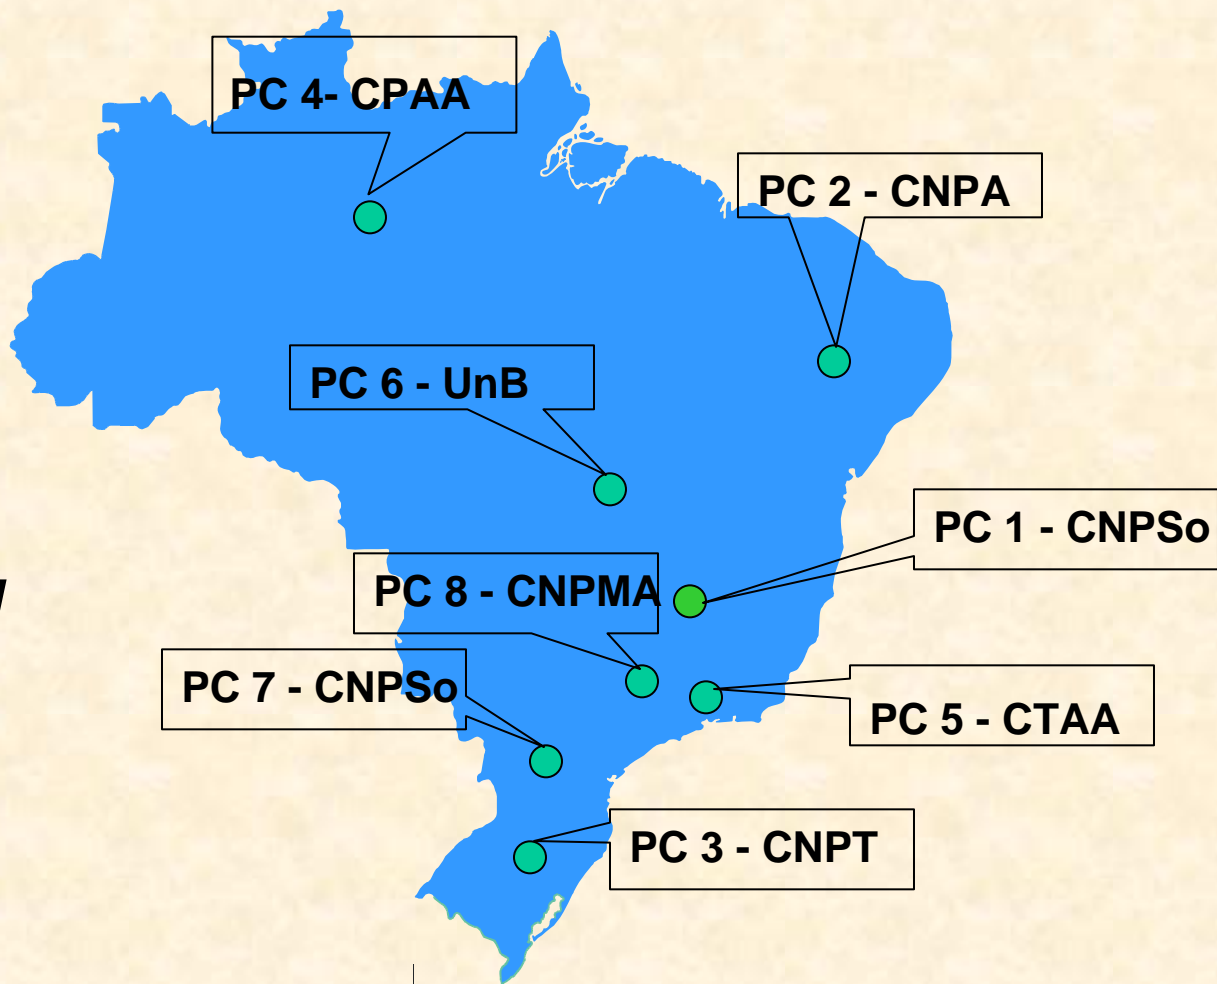 PC 4- CPAA
PC 2 - CNPA
PC 6 - UnB
PC 1 - CNPSo
PC 8 - CNPMA
PC 7 - CNPSo
PC 5 - CTAA
PC 3 - CNPT